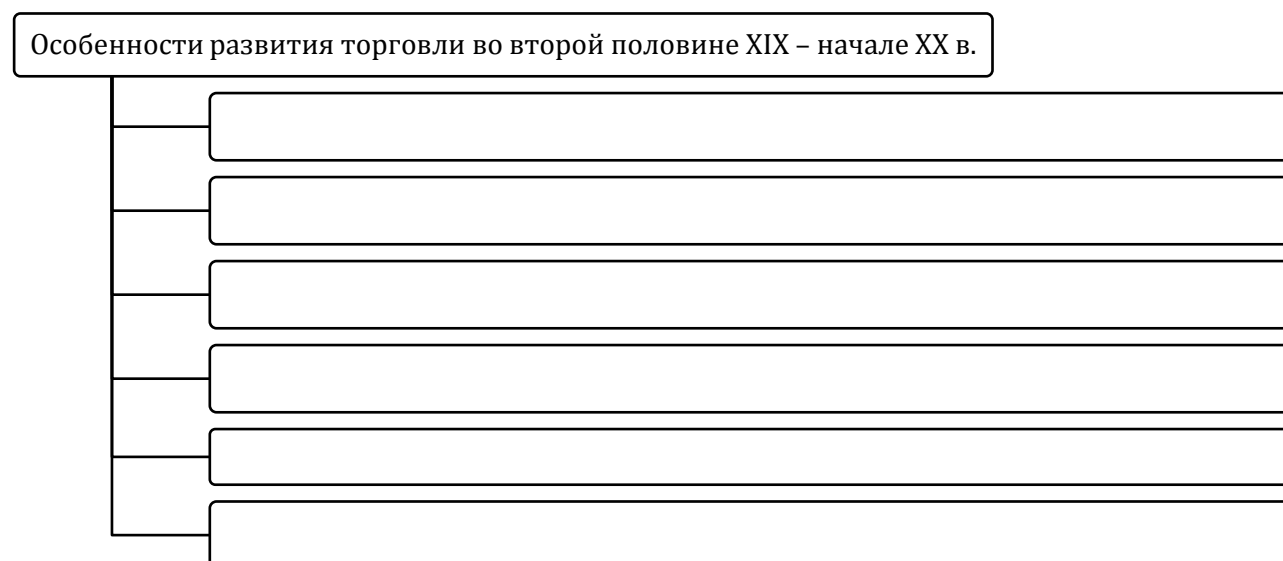 Особенности развития торговли во второй половине XIX – начале XX в.